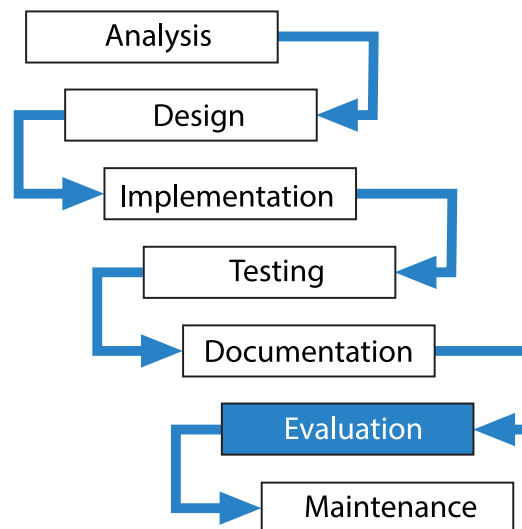 Analysis
Design
Implementation
Testing
Documentation
Evaluation
Maintenance